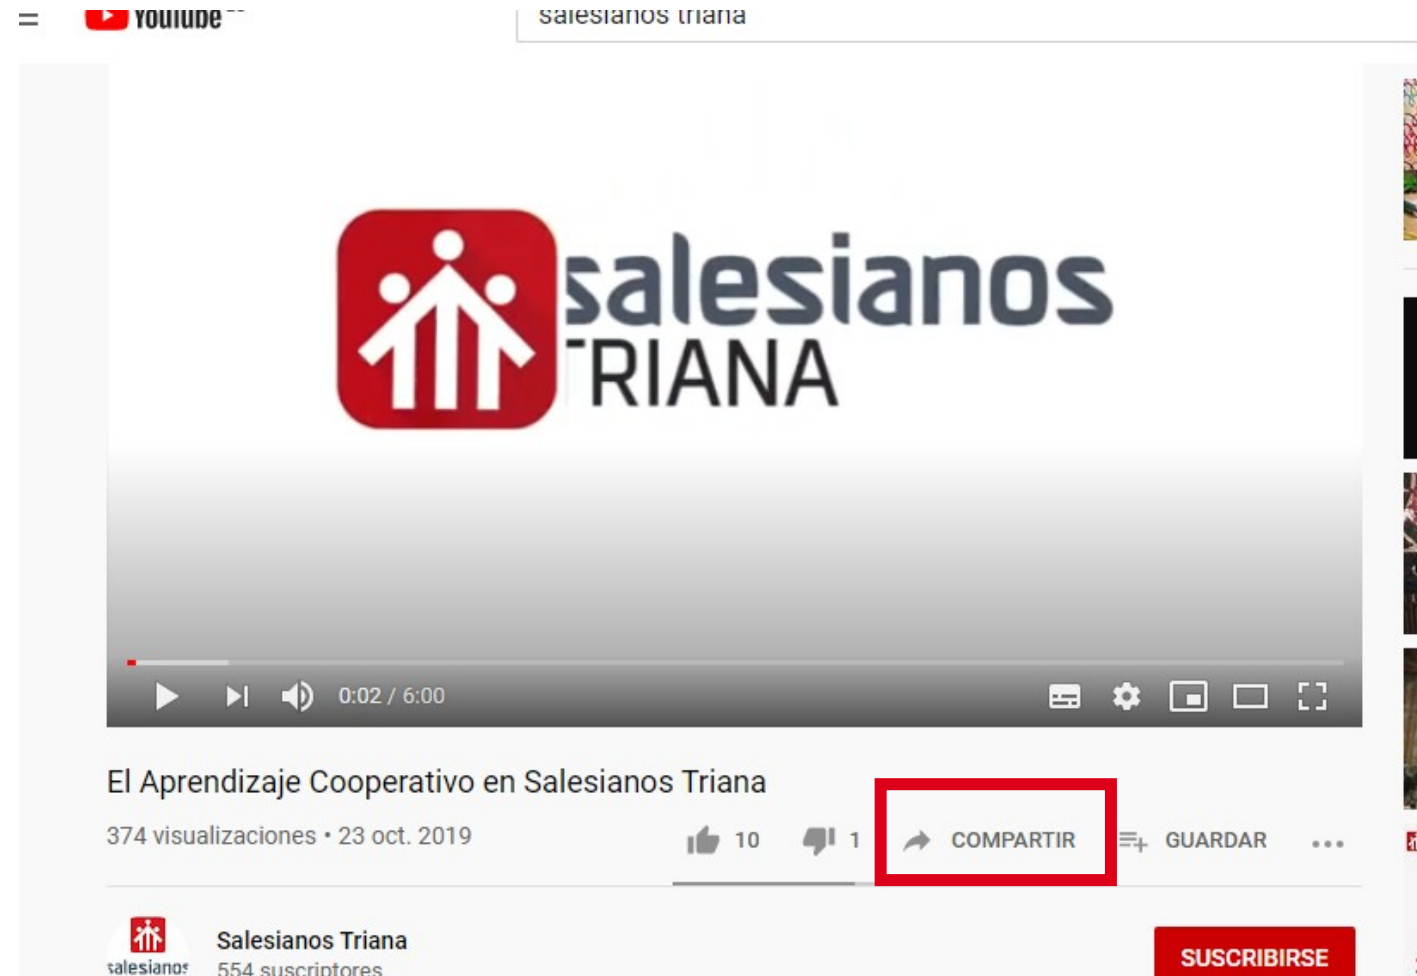 YouTube ES
salesianos triana
salesianos
TRIANA
0:02 / 6:00
El Aprendizaje Cooperativo en Salesianos Triana
374 visualizaciones • 23 oct. 2019
10
1
COMPARTIR
GUARDAR
salesianos
Salesianos Triana
554 suscriptores
SUSCRIBIRSE